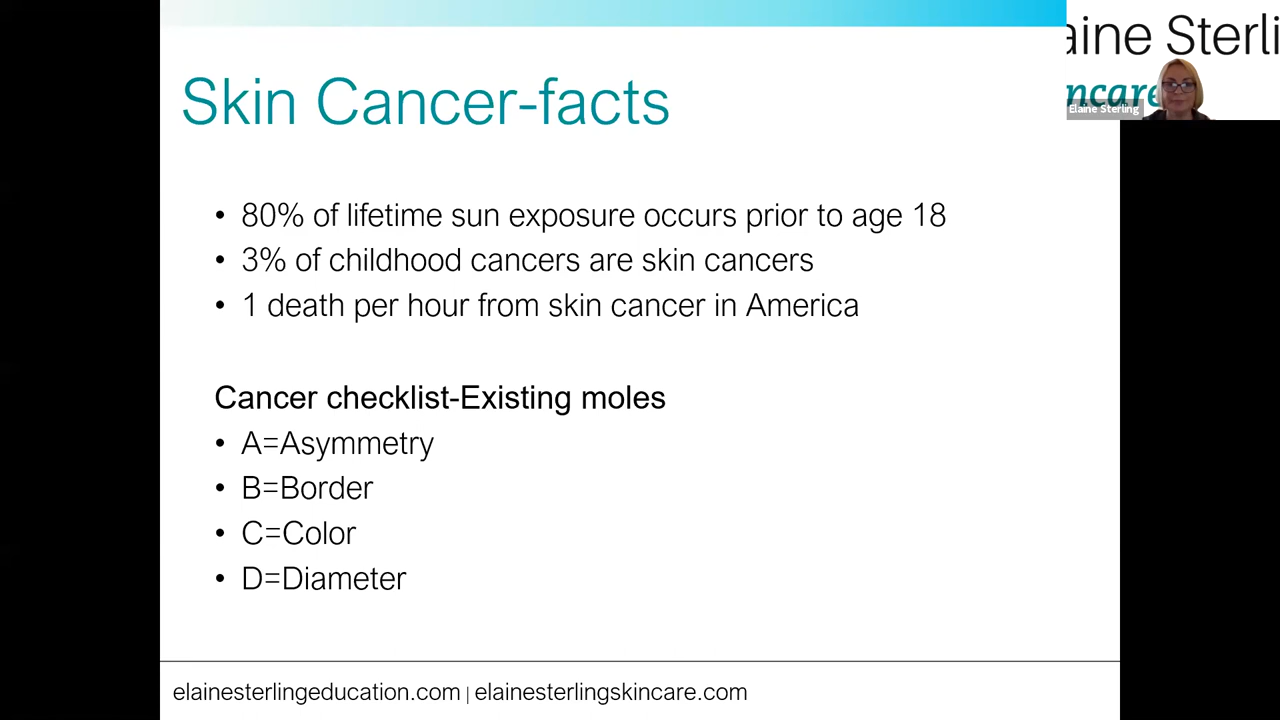 aine Sterli
ncare
Elaine Sterling
Skin Cancer-facts
• 80% of lifetime sun exposure occurs prior to age 18
• 3% of childhood cancers are skin cancers
• 1 death per hour from skin cancer in America
Cancer checklist-Existing moles
• A=Asymmetry
• B=Border
• C=Color
• D=Diameter
elainesterlingeducation.com | elainesterlingskincare.com